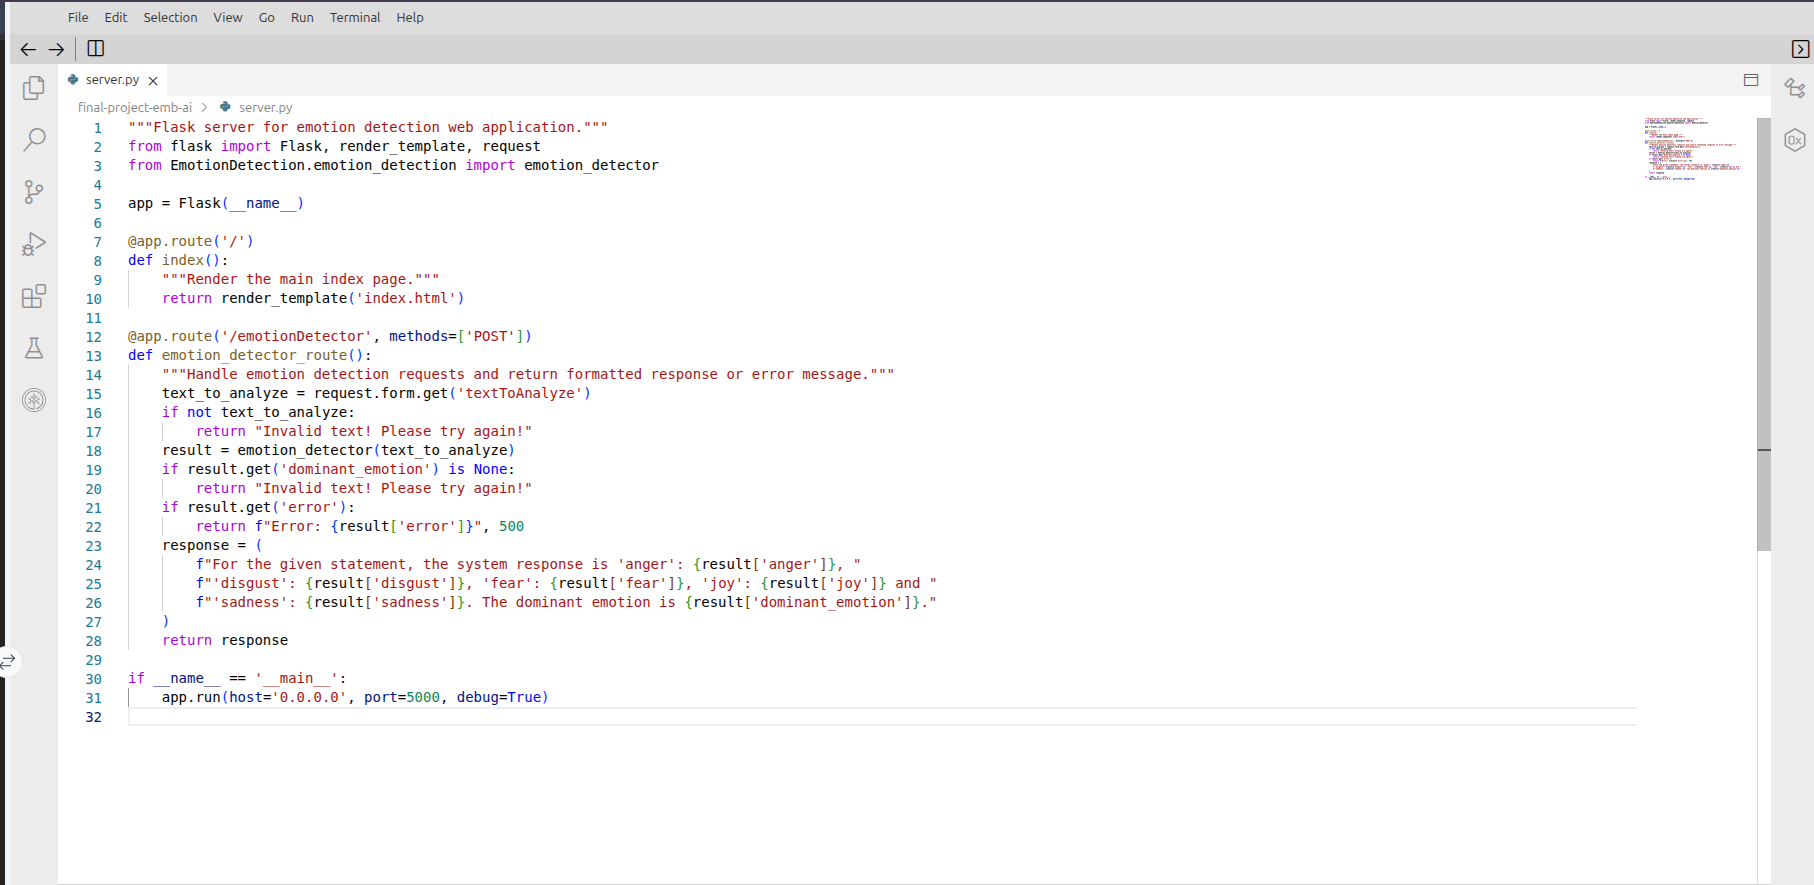 File Edit Selection View Go Run Terminal Help
server.py
final-project-emb-ai > server.py
1 """Flask server for emotion detection web application."""
2 from flask import Flask, render_template, request
3 from EmotionDetection.emotion_detection import emotion_detector
4
5 app = Flask(__name__)
6
7 @app.route('/')
8 def index():
9     """Render the main index page."""
10     return render_template('index.html')
11
12 @app.route('/emotionDetector', methods=['POST'])
13 def emotion_detector_route():
14     """Handle emotion detection requests and return formatted response or error message."""
15     text_to_analyze = request.form.get('textToAnalyze')
16     if not text_to_analyze:
17         return "Invalid text! Please try again!"
18     result = emotion_detector(text_to_analyze)
19     if result.get('dominant_emotion') is None:
20         return "Invalid text! Please try again!"
21     if result.get('error'):
22         return f"Error: {result['error']}", 500
23     response = (
24         f"For the given statement, the system response is 'anger': {result['anger']}, "
25         f"'disgust': {result['disgust']}, 'fear': {result['fear']}, 'joy': {result['joy']} and "
26         f"'sadness': {result['sadness']}. The dominant emotion is {result['dominant_emotion']}."
27     )
28     return response
29
30 if __name__ == '__main__':
31     app.run(host='0.0.0.0', port=5000, debug=True)
32
0x